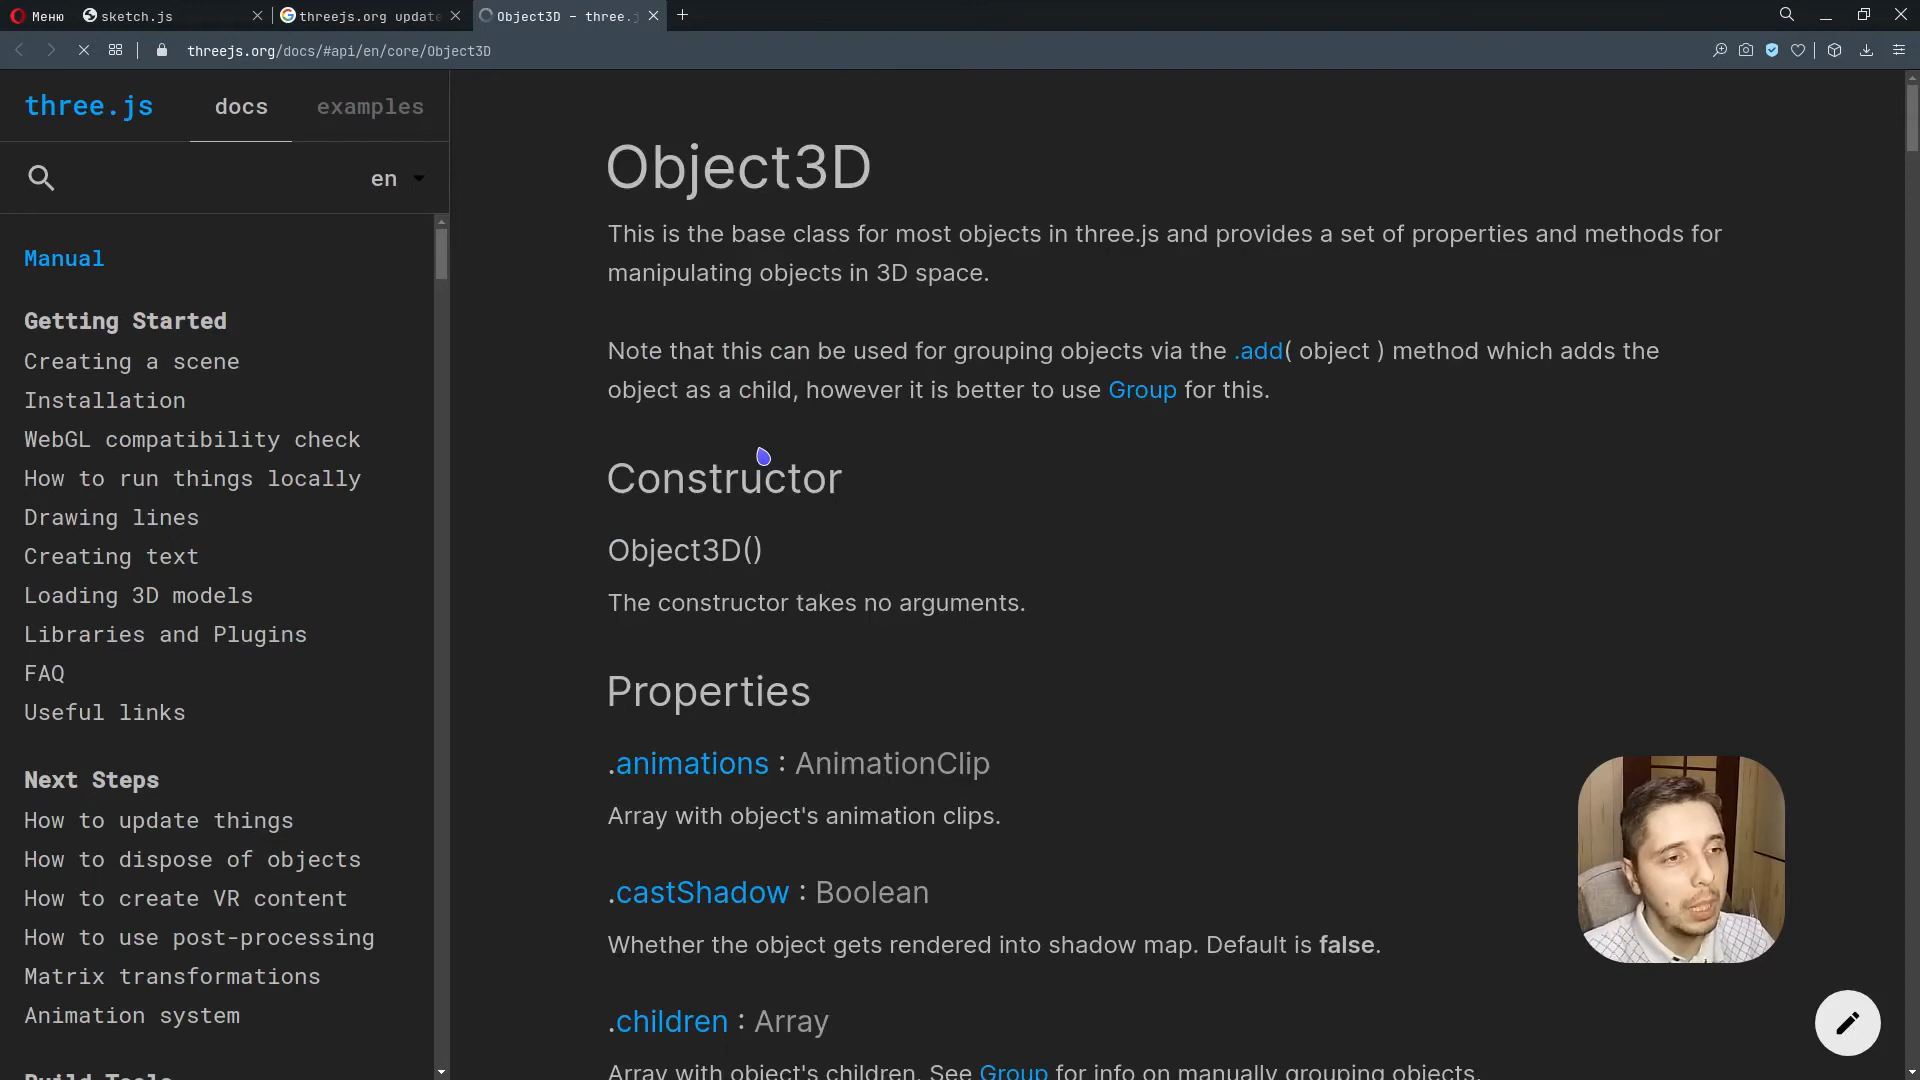 Меню
sketch.js
threejs.org update
Object3D – three.j
threejs.org/docs/#api/en/core/Object3D
three.js
docs
examples
en
Manual
Getting Started
Creating a scene
Installation
WebGL compatibility check
How to run things locally
Drawing lines
Creating text
Loading 3D models
Libraries and Plugins
FAQ
Useful links
Next Steps
How to update things
How to dispose of objects
How to create VR content
How to use post-processing
Matrix transformations
Animation system
Build Tools
Object3D
This is the base class for most objects in three.js and provides a set of properties and methods for
manipulating objects in 3D space.
Note that this can be used for grouping objects via the .add( object ) method which adds the
object as a child, however it is better to use Group for this.
Constructor
Object3D()
The constructor takes no arguments.
Properties
.animations : AnimationClip
Array with object's animation clips.
.castShadow : Boolean
Whether the object gets rendered into shadow map. Default is false.
.children : Array
Array with object's children. See Group for info on manually grouping objects.